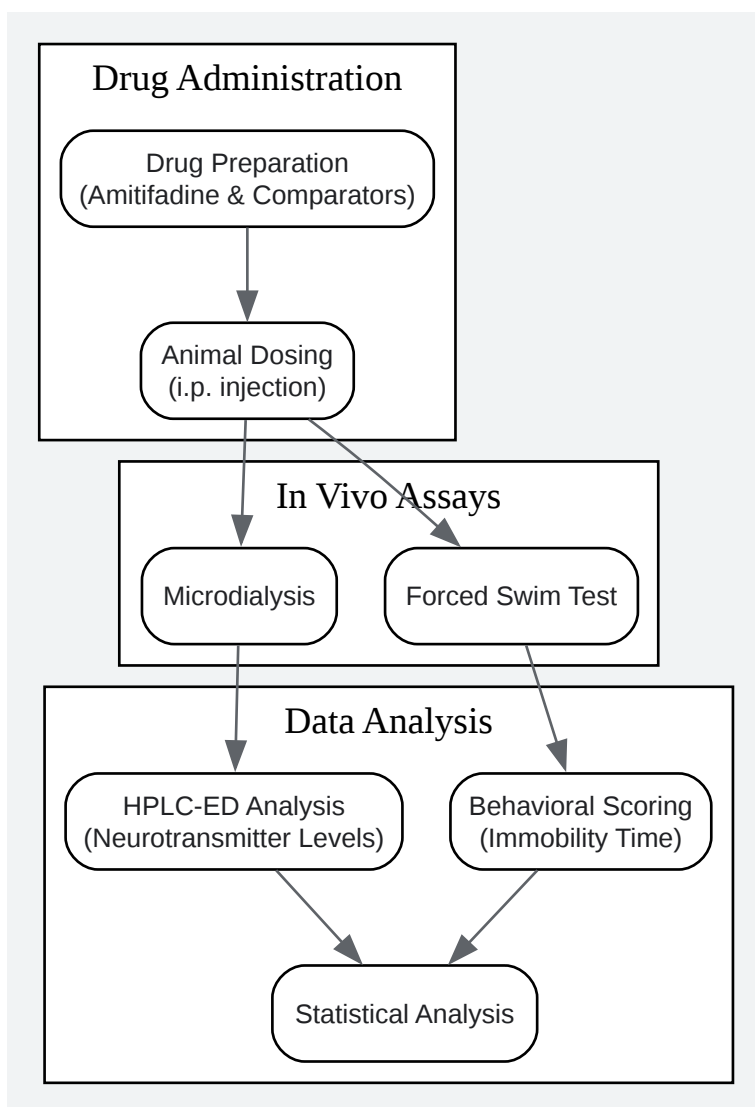 Drug Administration
Drug Preparation
(Amitifadine & Comparators)
Animal Dosing
(i.p. injection)
In Vivo Assays
Microdialysis
Forced Swim Test
Data Analysis
HPLC-ED Analysis
(Neurotransmitter Levels)
Behavioral Scoring
(Immobility Time)
Statistical Analysis